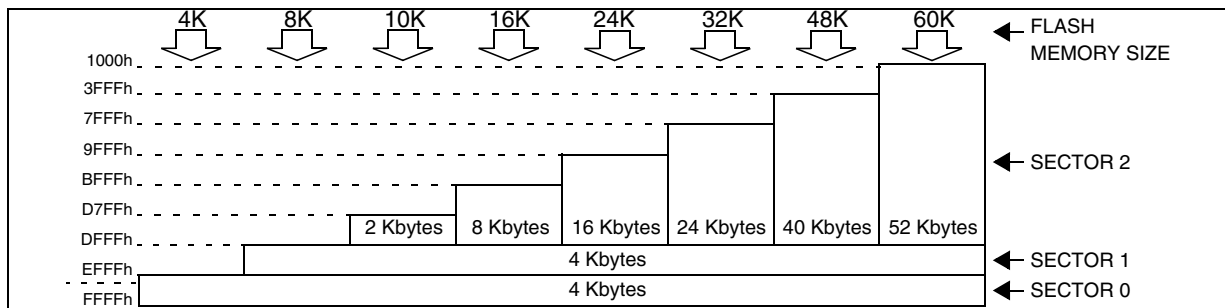 4K 8K 10K 16K 24K 32K 48K 60K
FLASH
MEMORY SIZE
1000h
3FFFh
7FFFh
9FFFh
SECTOR 2
BFFFh
D7FFh
2 Kbytes 8 Kbytes 16 Kbytes 24 Kbytes 40 Kbytes 52 Kbytes
DFFFh
4 Kbytes
SECTOR 1
EFFFh
4 Kbytes
SECTOR 0
FFFFh